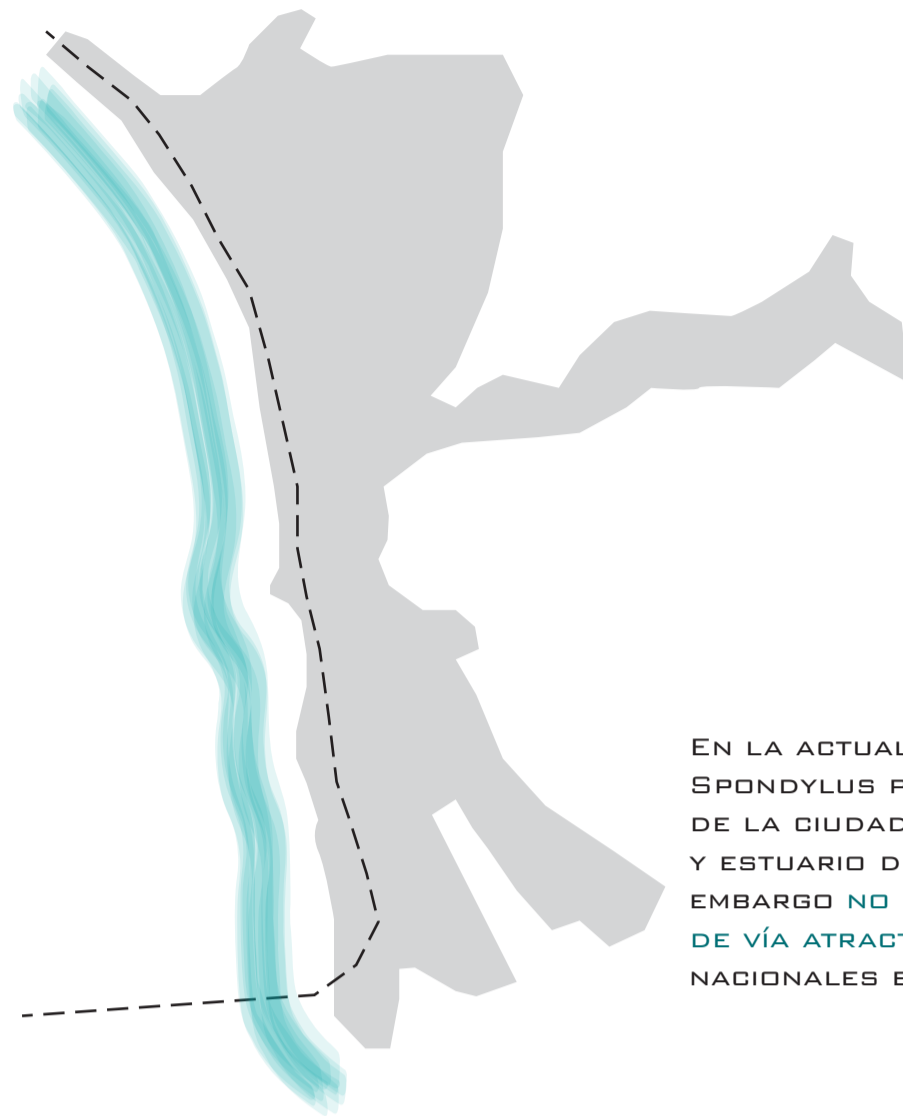 EN LA ACTUAL
SPONDYLUS P
DE LA CIUDAD
Y ESTUARIO D
EMBARGO NO
DE VÍA ATRACT
NACIONALES E